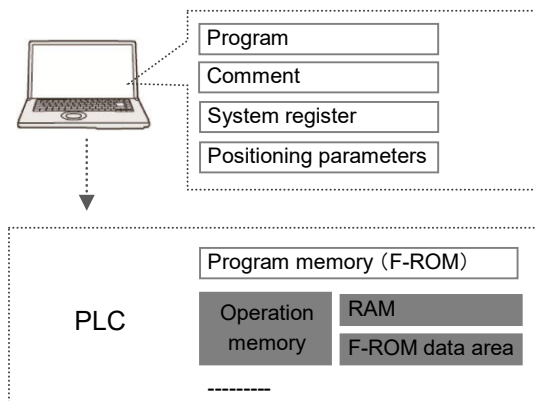 Program
Comment
System register
Positioning parameters
Program memory (F-ROM)
PLC
Operation
memory
RAM
F-ROM data area
---------